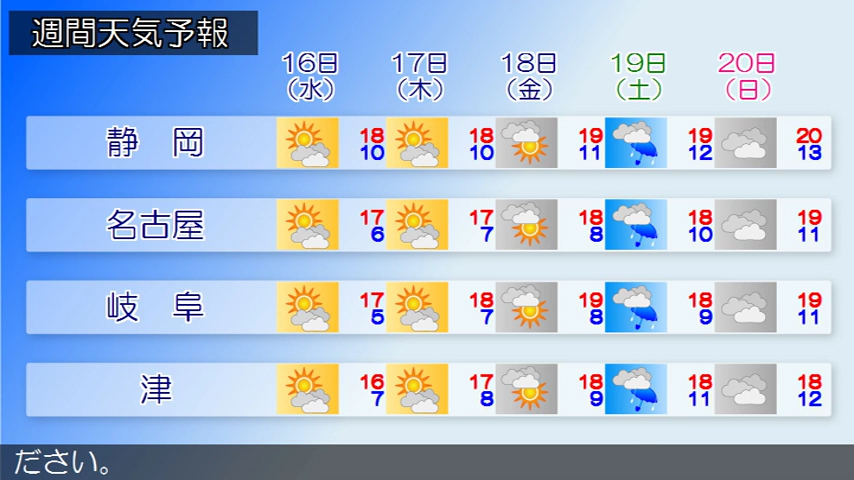 週間天気予報
16日 17日 18日 19日 20日
（水） （木） （金） （土） （日）
静　岡 18 18 19 19 20
10 10 11 12 13
名古屋 17 17 18 18 19
6 7 8 10 11
岐　阜 17 18 19 18 19
5 7 8 9 11
津 16 17 18 18 18
7 8 9 11 12
ださい。